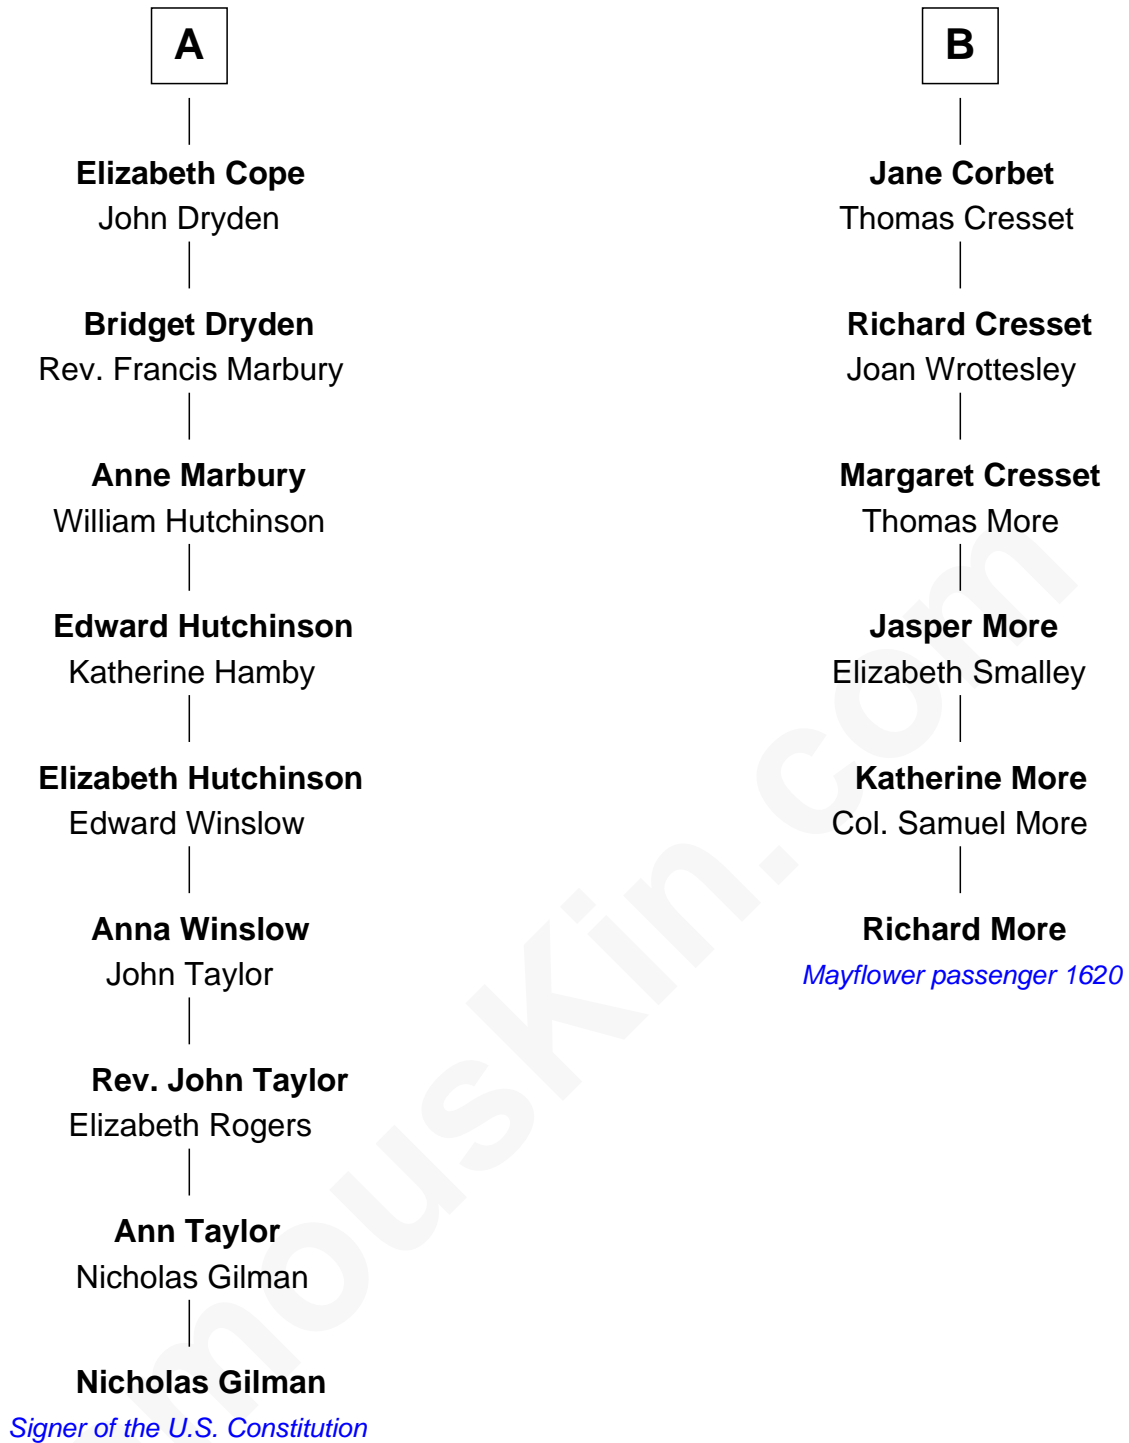 A
Elizabeth Cope
John Dryden
Bridget Dryden
Rev. Francis Marbury
Anne Marbury
William Hutchinson
Edward Hutchinson
Katherine Hamby
Elizabeth Hutchinson
Edward Winslow
Anna Winslow
John Taylor
Rev. John Taylor
Elizabeth Rogers
Ann Taylor
Nicholas Gilman
Nicholas Gilman
Signer of the U.S. Constitution
B
Jane Corbet
Thomas Cresset
Richard Cresset
Joan Wrottesley
Margaret Cresset
Thomas More
Jasper More
Elizabeth Smalley
Katherine More
Col. Samuel More
Richard More
Mayflower passenger 1620
mousKin.com